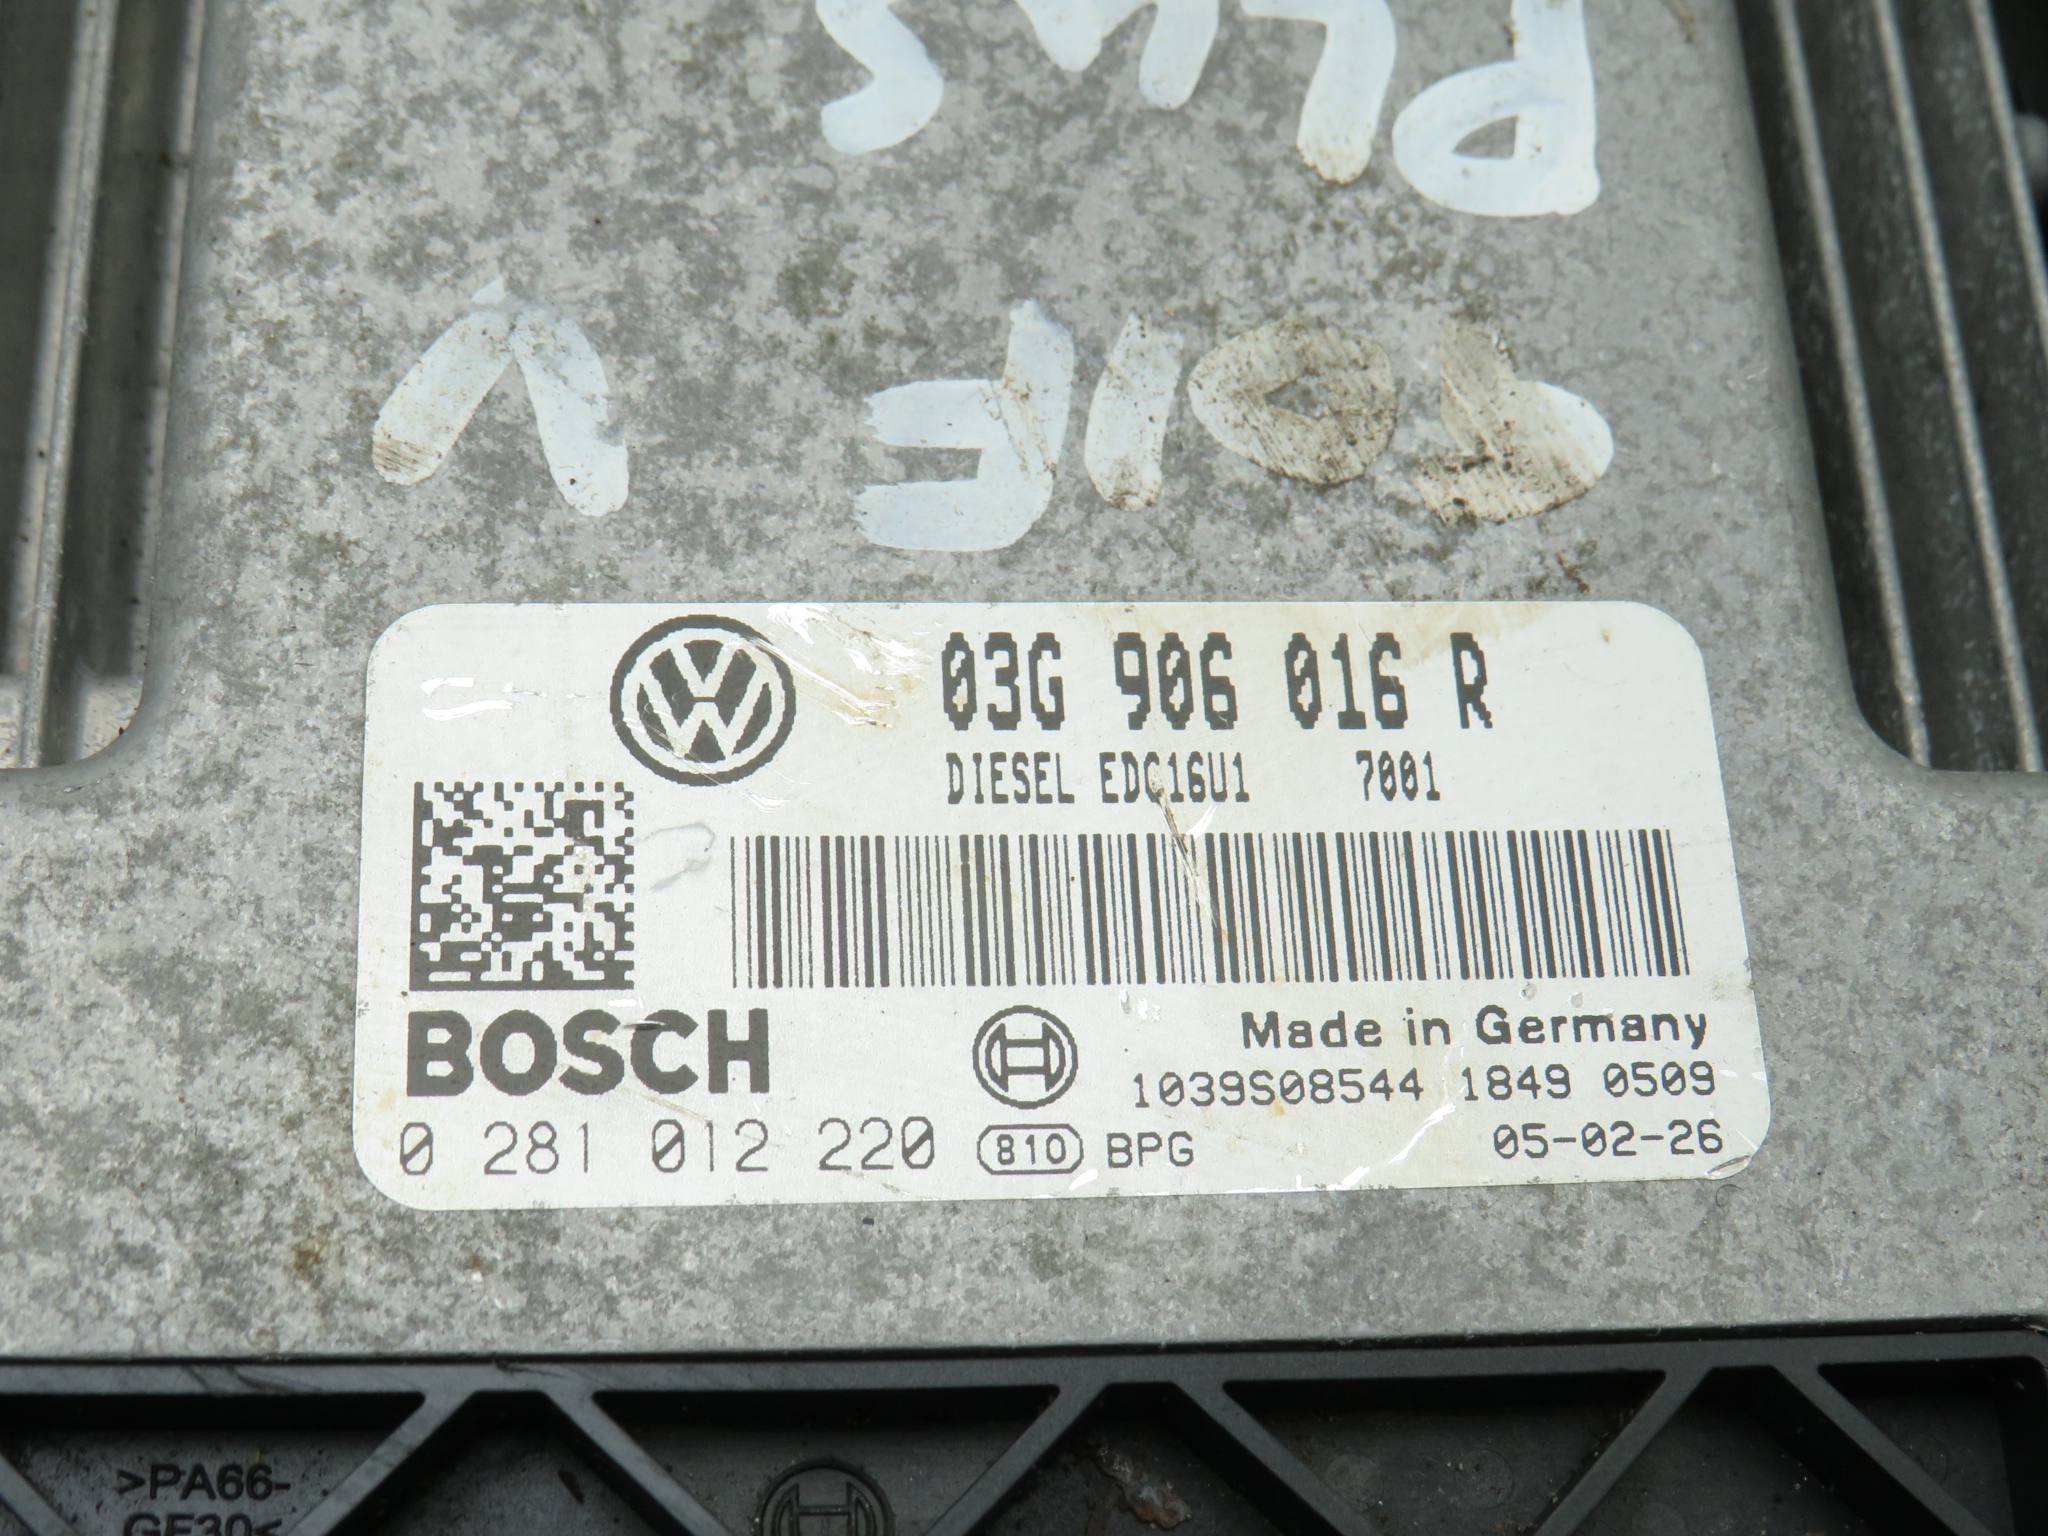 PLUS
GOLF V
03G 906 016 R
DIESEL EDC16U1 7001
BOSCH
Made in Germany
1039S08544 1849 0509
0 281 012 220
810 BPG
05-02-26
>PA66-
GF30<